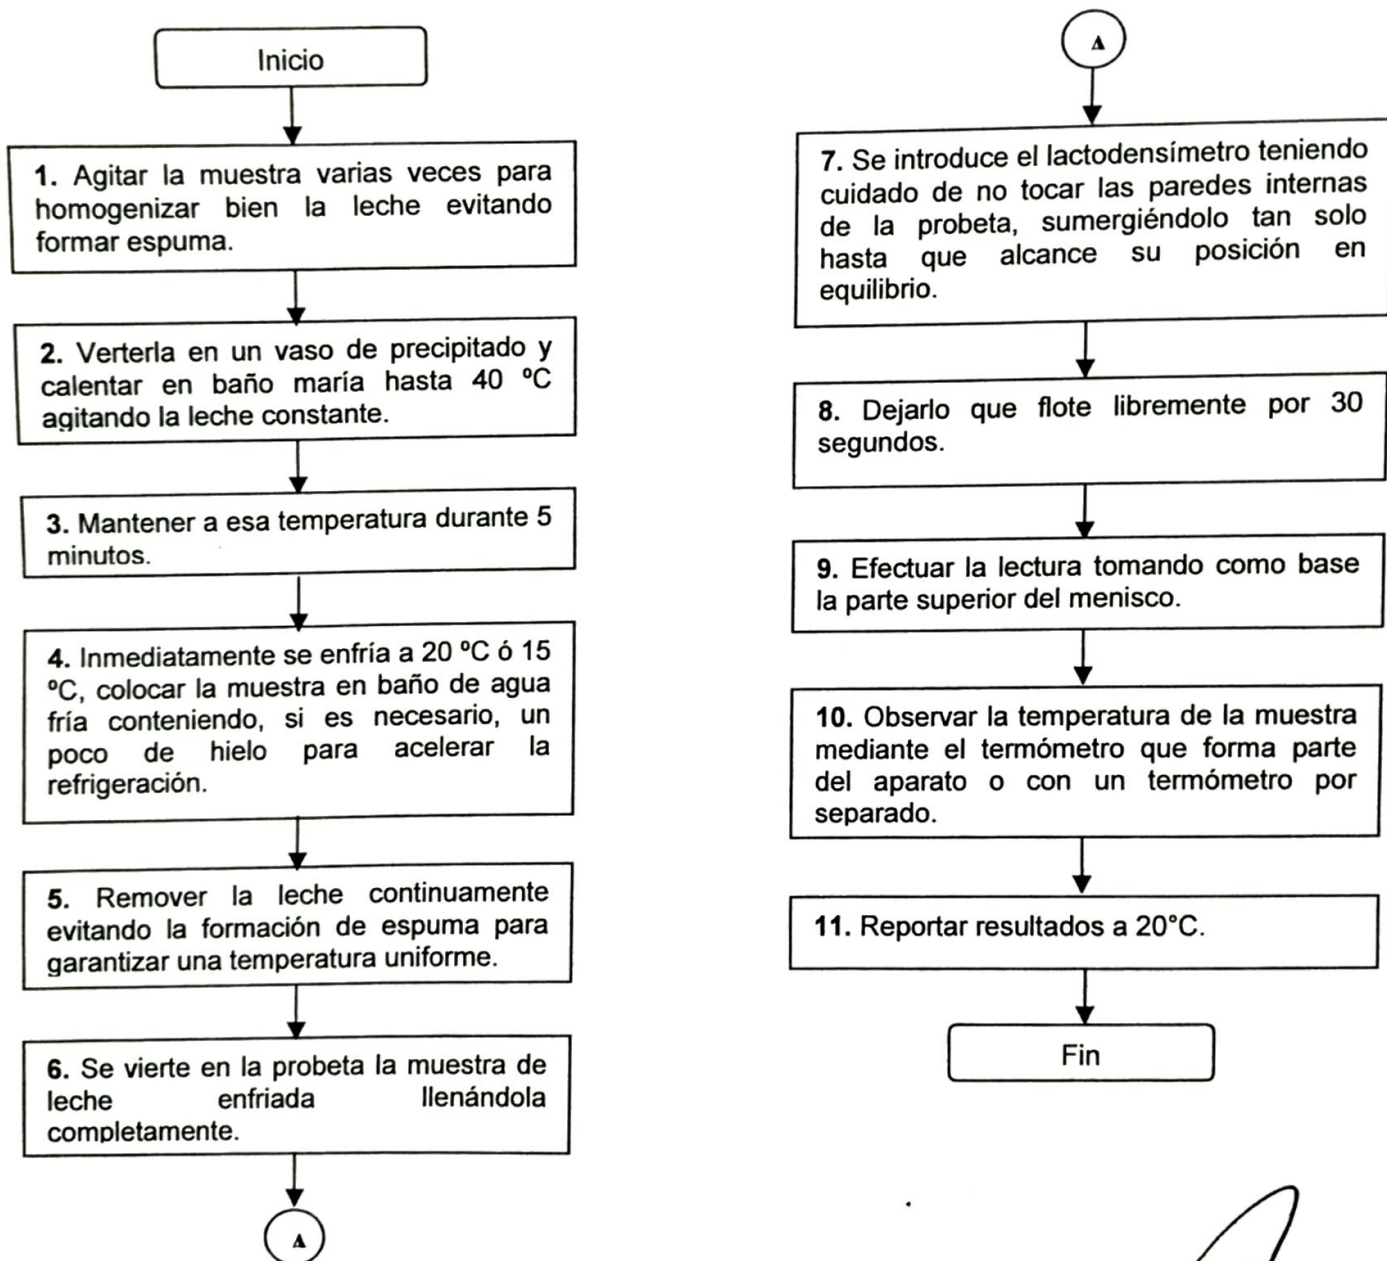 Inicio
1. Agitar la muestra varias veces para
homogenizar bien la leche evitando
formar espuma.
2. Verterla en un vaso de precipitado y
calentar en baño maría hasta 40 ºC
agitando la leche constante.
3. Mantener a esa temperatura durante 5
minutos.
4. Inmediatamente se enfría a 20 ºC ó 15
ºC, colocar la muestra en baño de agua
fría conteniendo, si es necesario, un
poco de hielo para acelerar la
refrigeración.
5. Remover la leche continuamente
evitando la formación de espuma para
garantizar una temperatura uniforme.
6. Se vierte en la probeta la muestra de
leche enfriada llenándola
completamente.
A
A
7. Se introduce el lactodensímetro teniendo
cuidado de no tocar las paredes internas
de la probeta, sumergiéndolo tan solo
hasta que alcance su posición en
equilibrio.
8. Dejarlo que flote libremente por 30
segundos.
9. Efectuar la lectura tomando como base
la parte superior del menisco.
10. Observar la temperatura de la muestra
mediante el termómetro que forma parte
del aparato o con un termómetro por
separado.
11. Reportar resultados a 20°C.
Fin